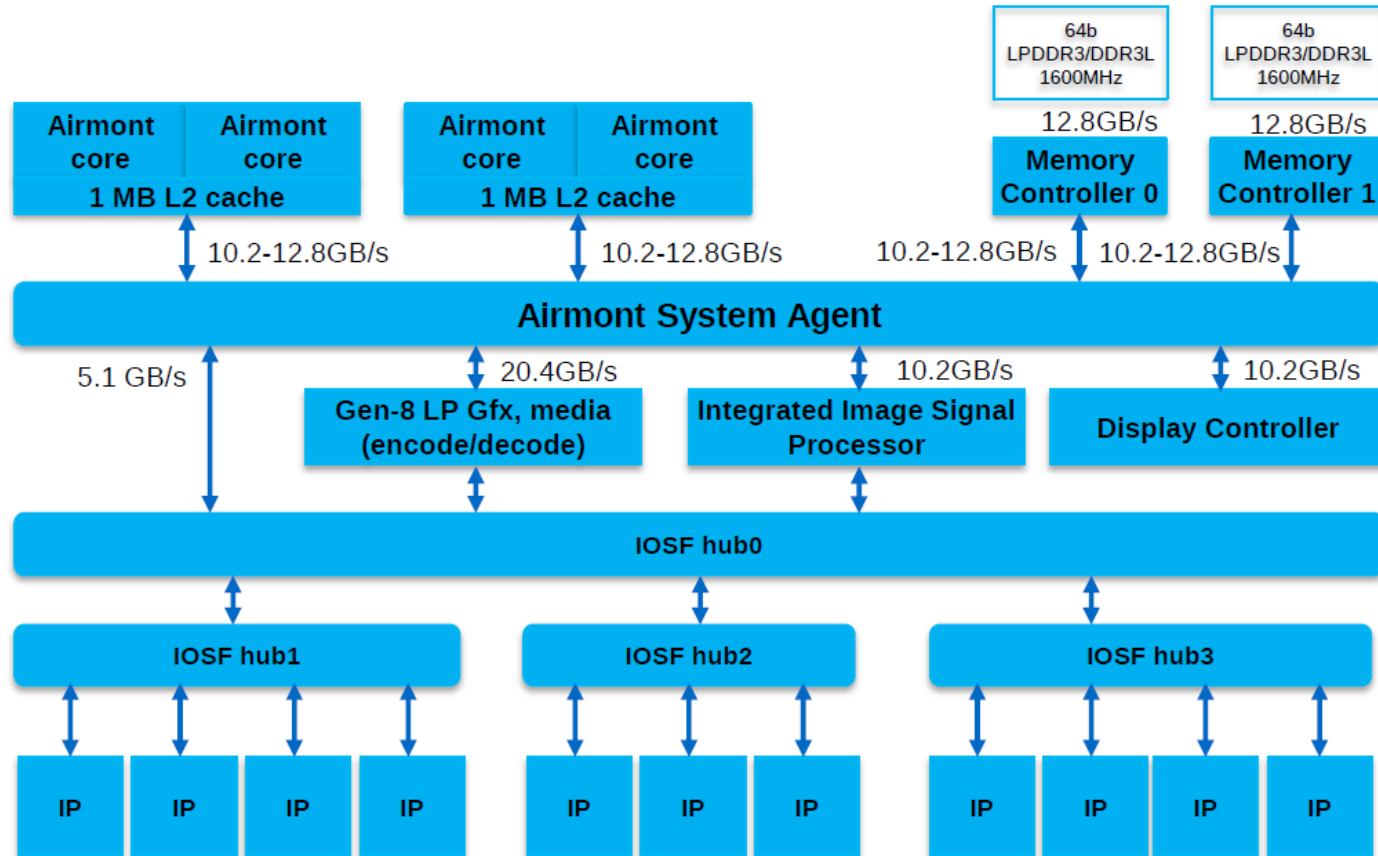 64b
LPDDR3/DDR3L
1600MHz
64b
LPDDR3/DDR3L
1600MHz
12.8GB/s
12.8GB/s
Airmont
core
Airmont
core
1 MB L2 cache
Airmont
core
Airmont
core
1 MB L2 cache
Memory
Controller 0
Memory
Controller 1
10.2-12.8GB/s
10.2-12.8GB/s
10.2-12.8GB/s
10.2-12.8GB/s
Airmont System Agent
5.1 GB/s
20.4GB/s
10.2GB/s
10.2GB/s
Gen-8 LP Gfx, media
(encode/decode)
Integrated Image Signal
Processor
Display Controller
IOSF hub0
IOSF hub1
IOSF hub2
IOSF hub3
IP
IP
IP
IP
IP
IP
IP
IP
IP
IP
IP